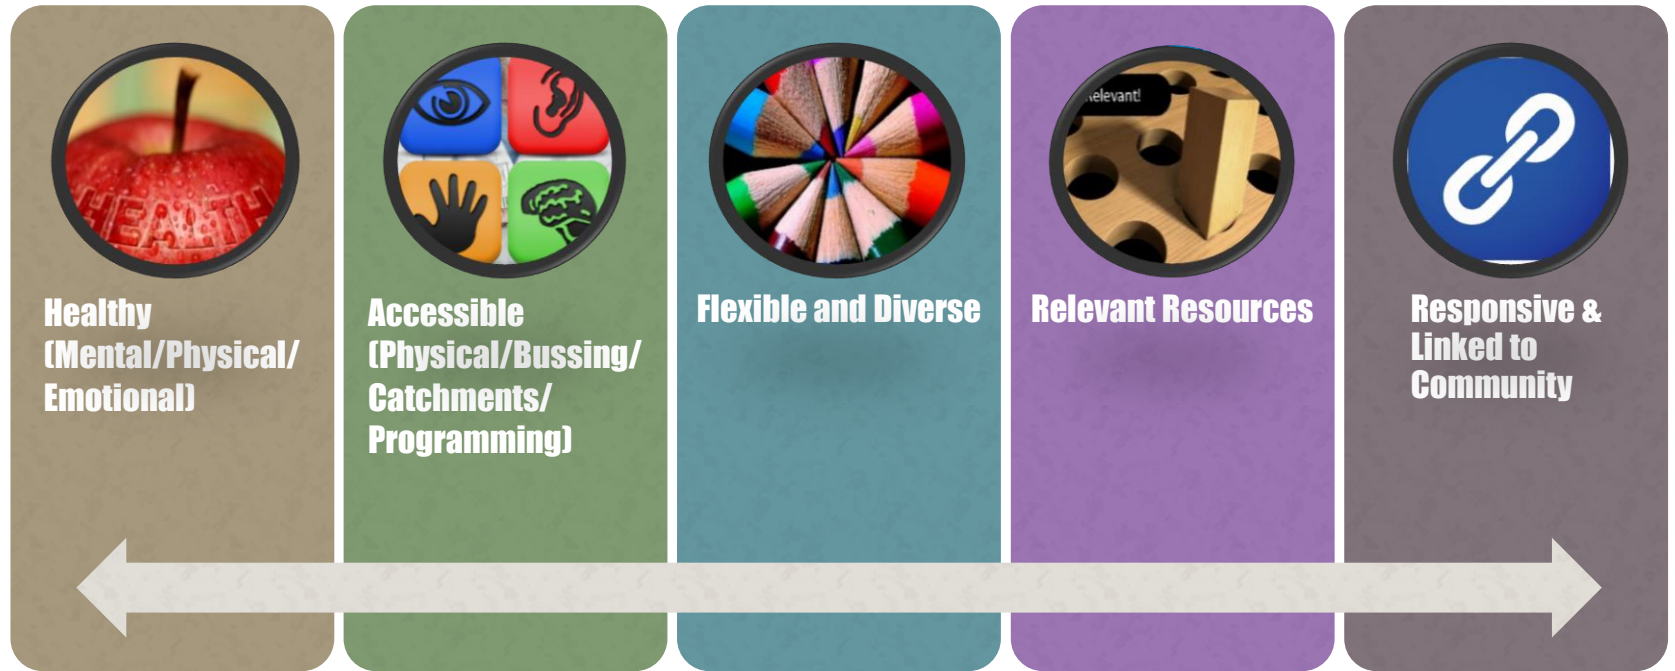 HEALTH
Healthy
(Mental/Physical/
Emotional)
Accessible
(Physical/Bussing/
Catchments/
Programming)
Flexible and Diverse
Relevant!
Relevant Resources
Responsive &
Linked to
Community